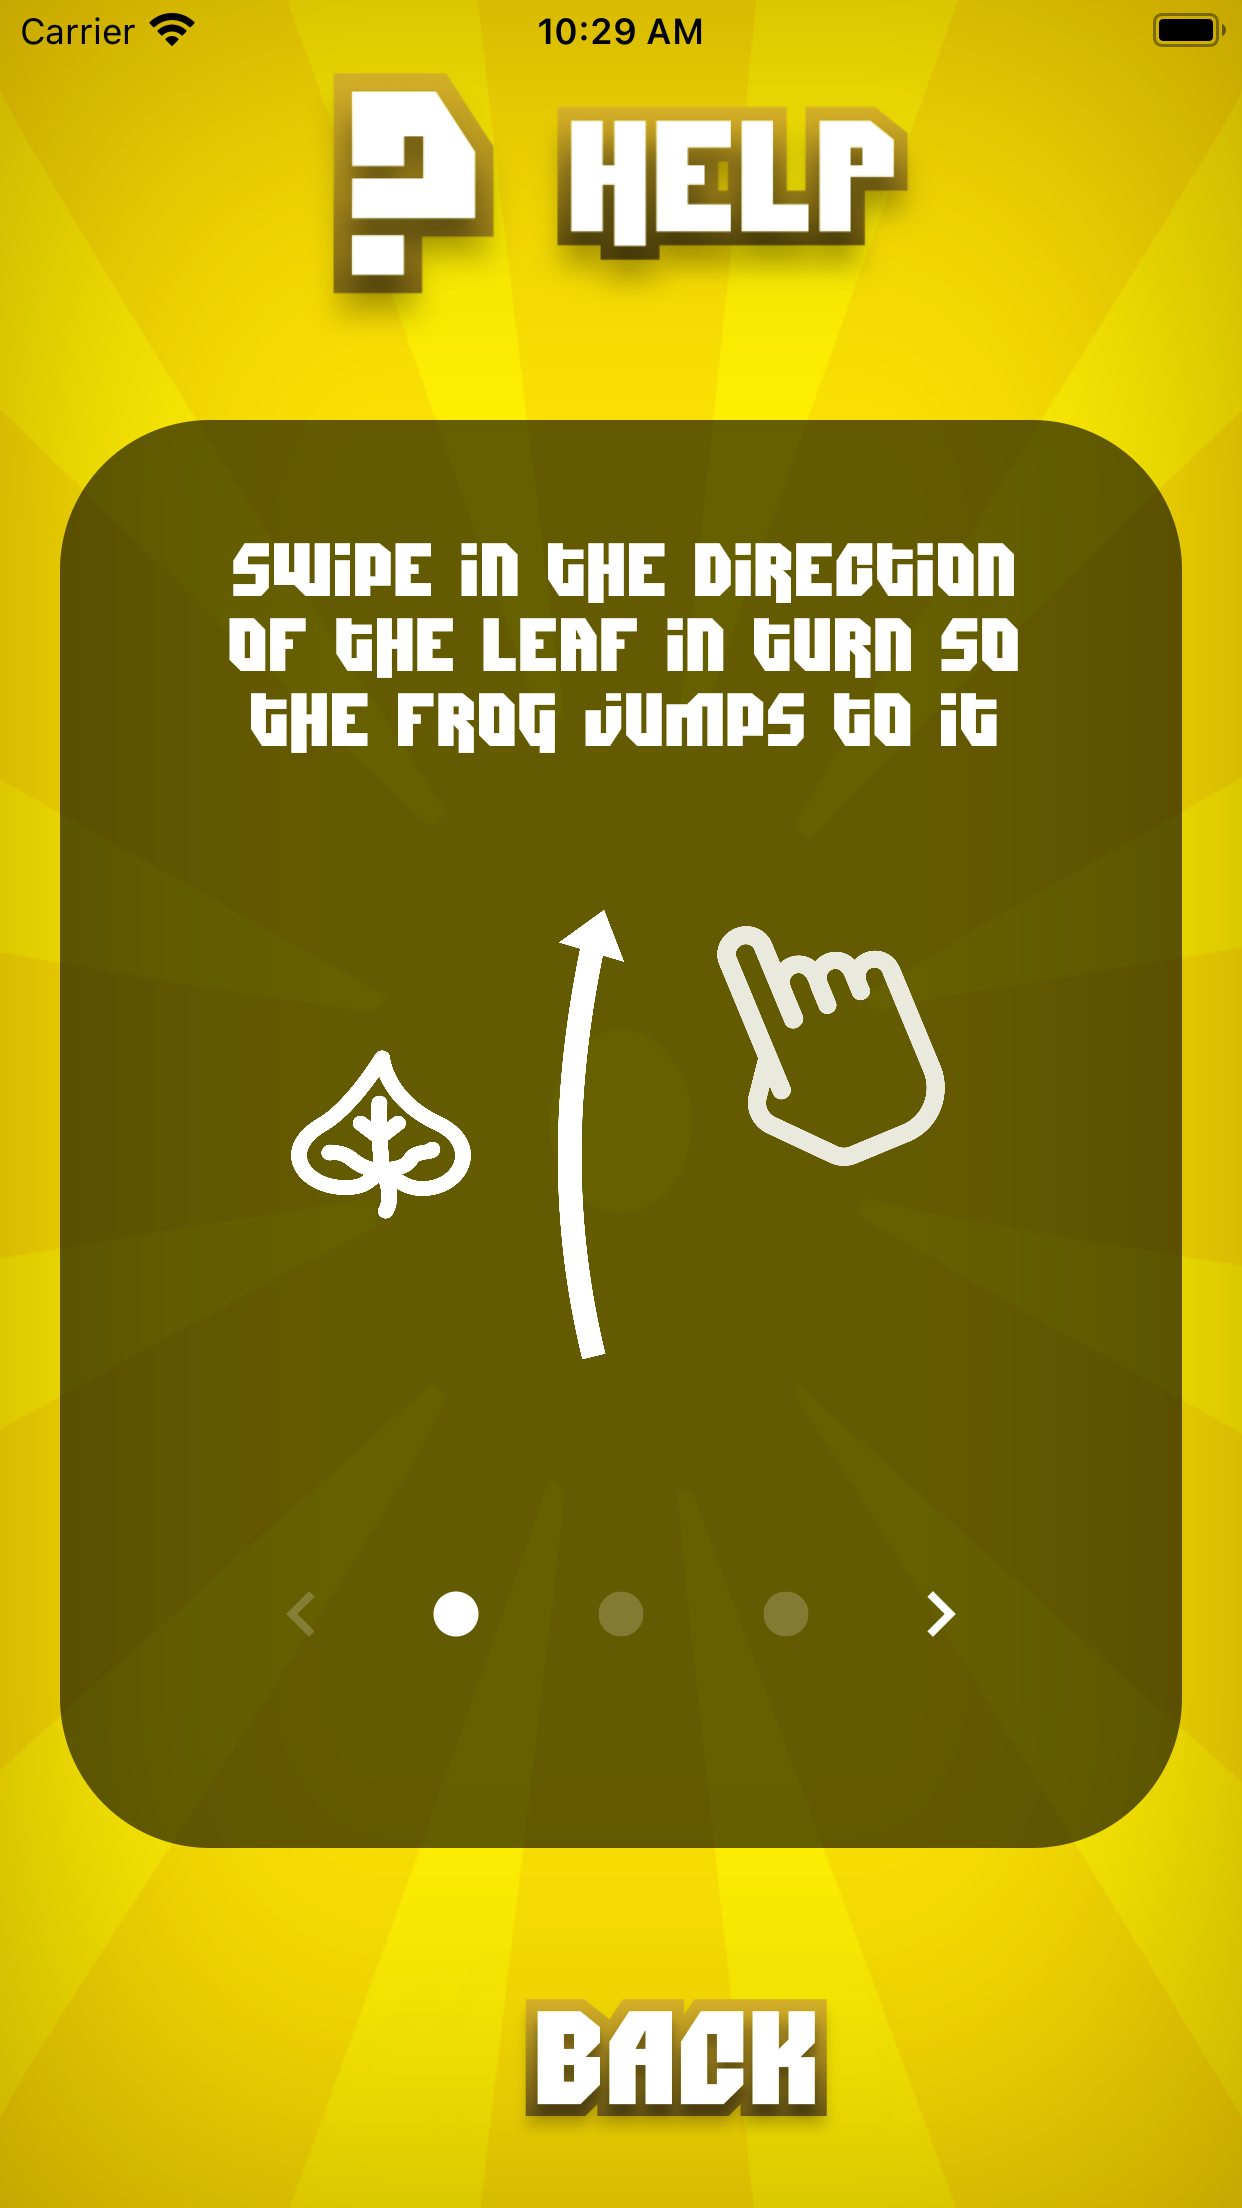 Carrier
10:29 AM
? HELP
SWIPE IN THE DIRECTION
OF THE LEAF IN TURN SO
THE FROG JUMPS TO IT
BACK